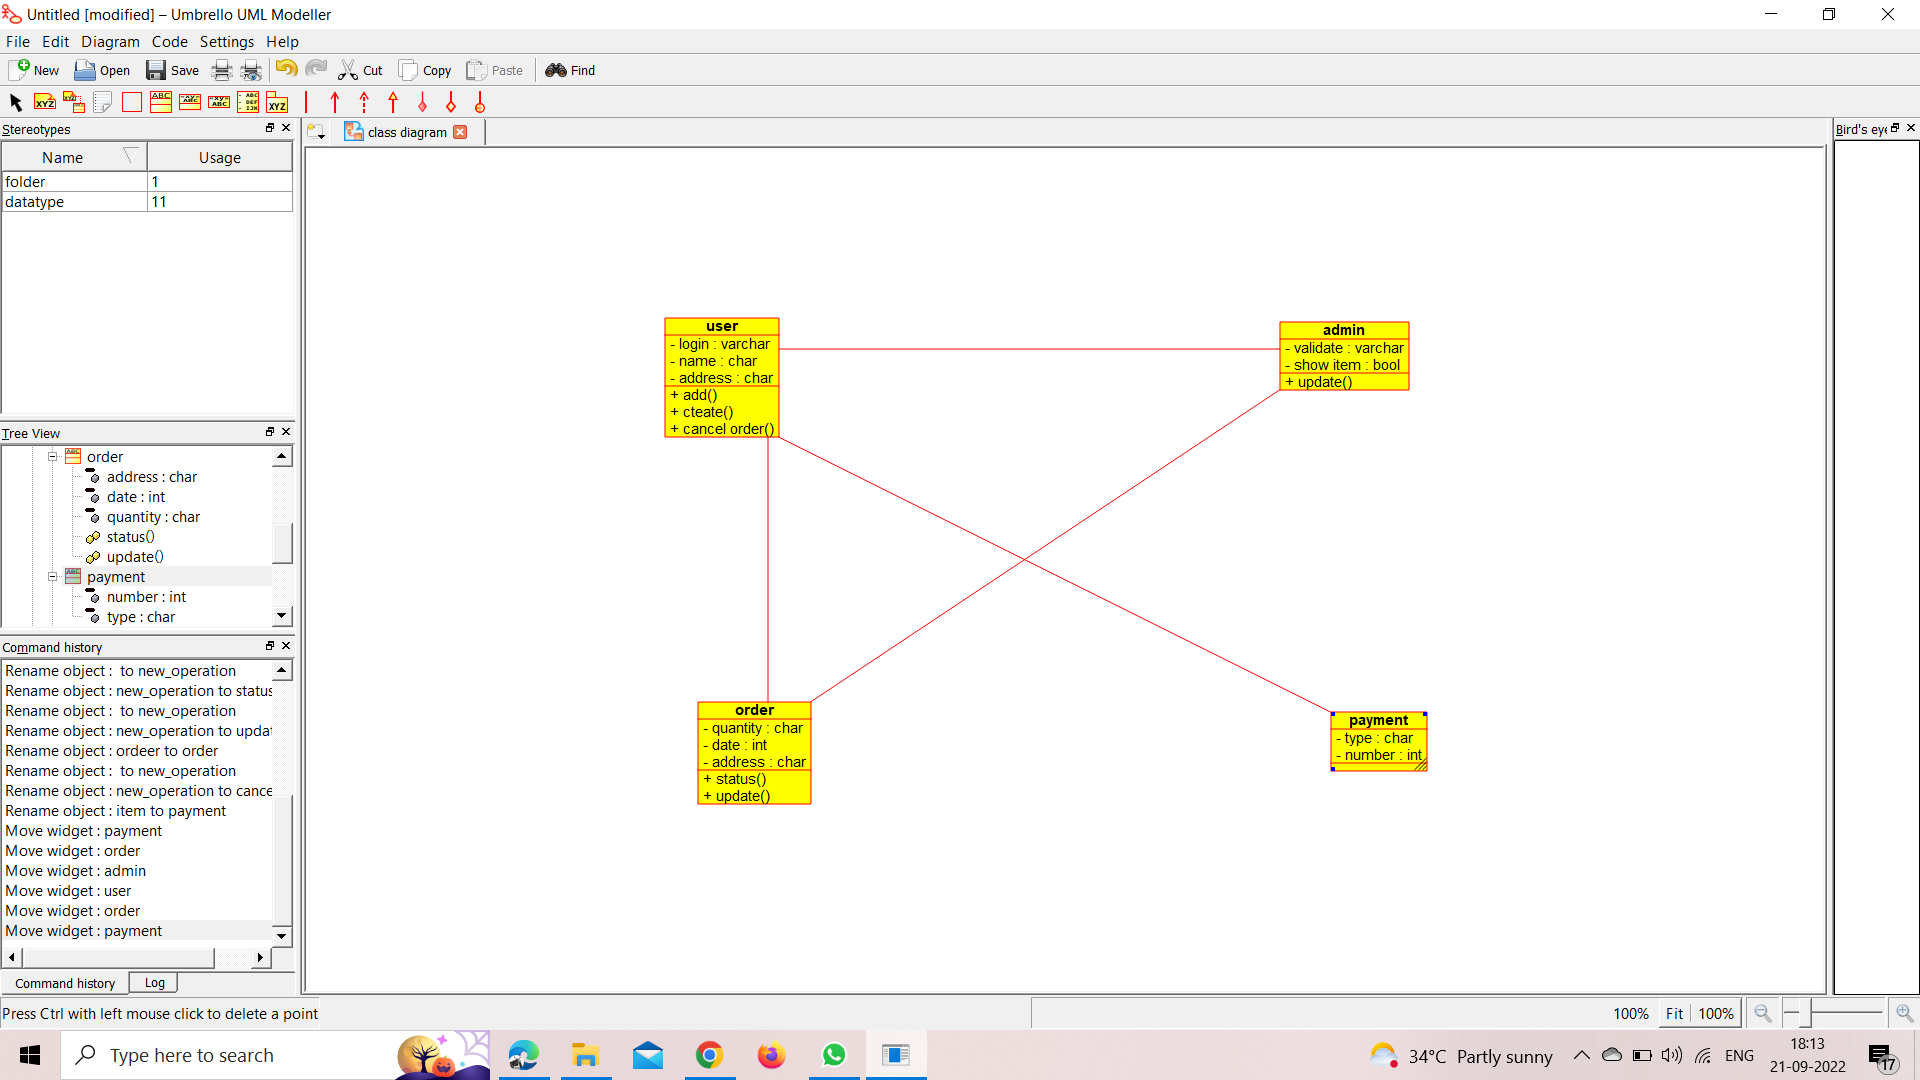 Untitled [modified] – Umbrello UML Modeller
File Edit Diagram Code Settings Help
New Open Save Cut Copy Paste Find
Stereotypes
Name Usage
folder 1
datatype 11
Tree View
order
address : char
date : int
quantity : char
status()
update()
payment
number : int
type : char
Command history
Rename object :  to new_operation
Rename object : new_operation to status
Rename object :  to new_operation
Rename object : new_operation to updat
Rename object : ordeer to order
Rename object :  to new_operation
Rename object : new_operation to cance
Rename object : item to payment
Move widget : payment
Move widget : order
Move widget : admin
Move widget : user
Move widget : order
Move widget : payment
Command history Log
class diagram
user
- login : varchar
- name : char
- address : char
+ add()
+ cteate()
+ cancel order()
admin
- validate : varchar
- show item : bool
+ update()
order
- quantity : char
- date : int
- address : char
+ status()
+ update()
payment
- type : char
- number : int
Bird's eye
Press Ctrl with left mouse click to delete a point
100% Fit 100%
Type here to search
34°C Partly sunny
ENG
18:13
21-09-2022
17